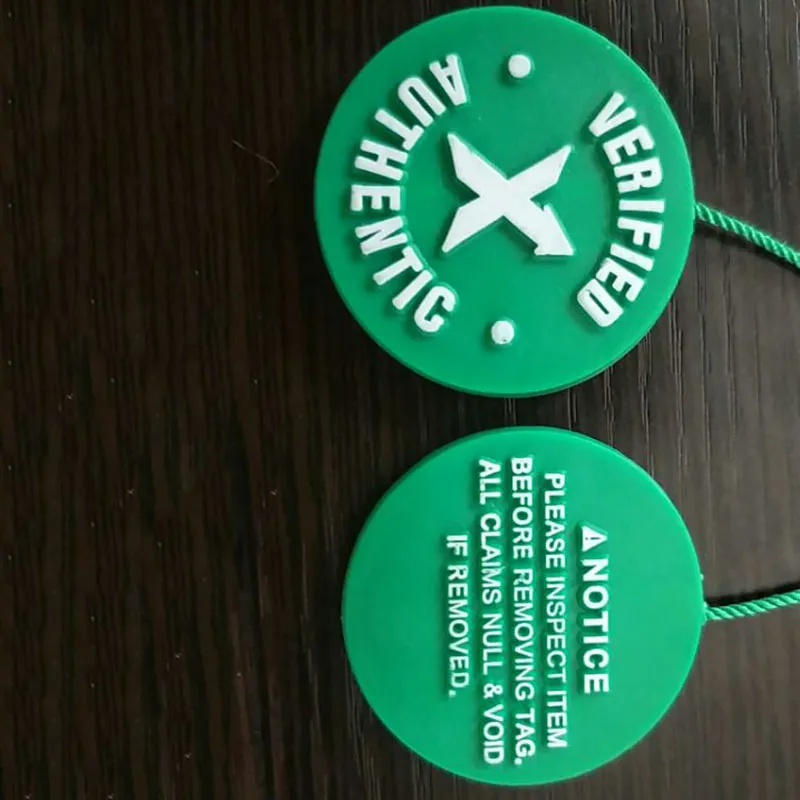 VERIFIED
X
AUTHENTIC
⚠NOTICE
PLEASE INSPECT ITEM
BEFORE REMOVING TAG.
ALL CLAIMS NULL & VOID
IF REMOVED.